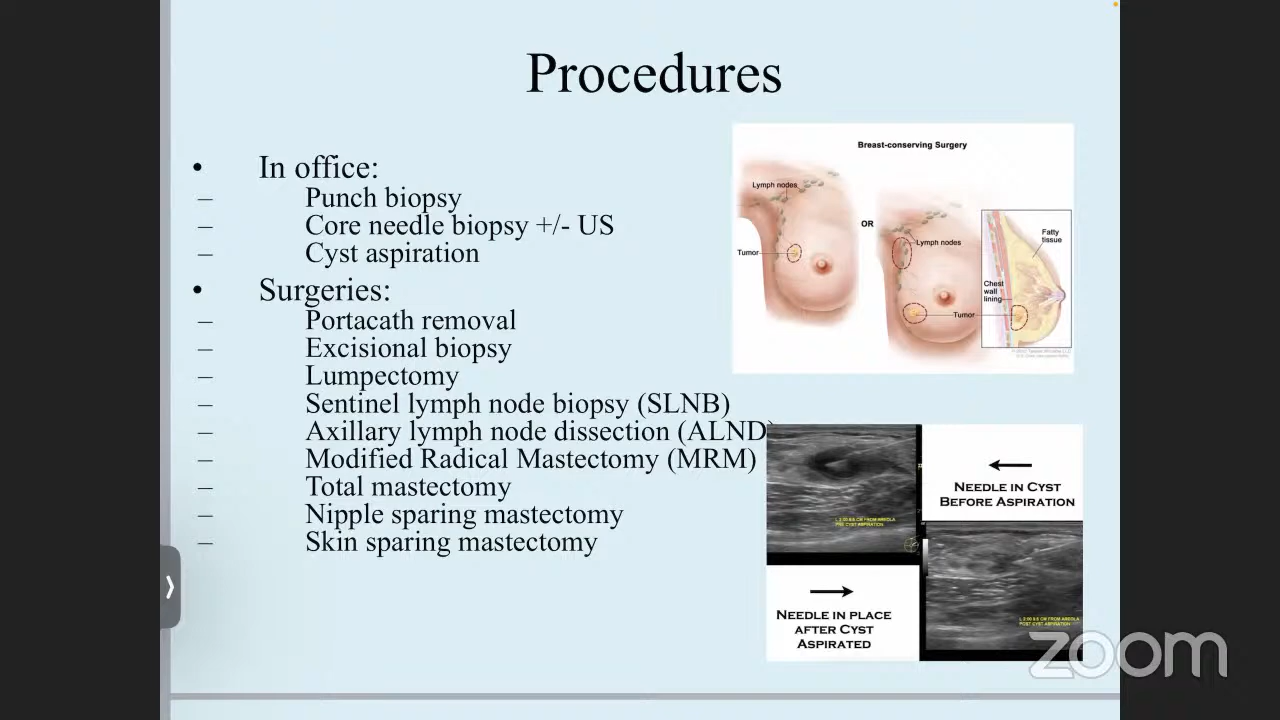 Procedures
• In office:
– Punch biopsy
– Core needle biopsy +/- US
– Cyst aspiration
• Surgeries:
– Portacath removal
– Excisional biopsy
– Lumpectomy
– Sentinel lymph node biopsy (SLNB)
– Axillary lymph node dissection (ALND)
– Modified Radical Mastectomy (MRM)
– Total mastectomy
– Nipple sparing mastectomy
– Skin sparing mastectomy
Breast-conserving Surgery
Lymph nodes
Tumor
OR
Lymph nodes
Tumor
Fatty
tissue
Chest
wall
lining
NEEDLE IN CYST
BEFORE ASPIRATION
NEEDLE IN PLACE
AFTER CYST
ASPIRATED
POST CYST ASPIRATION
zoom